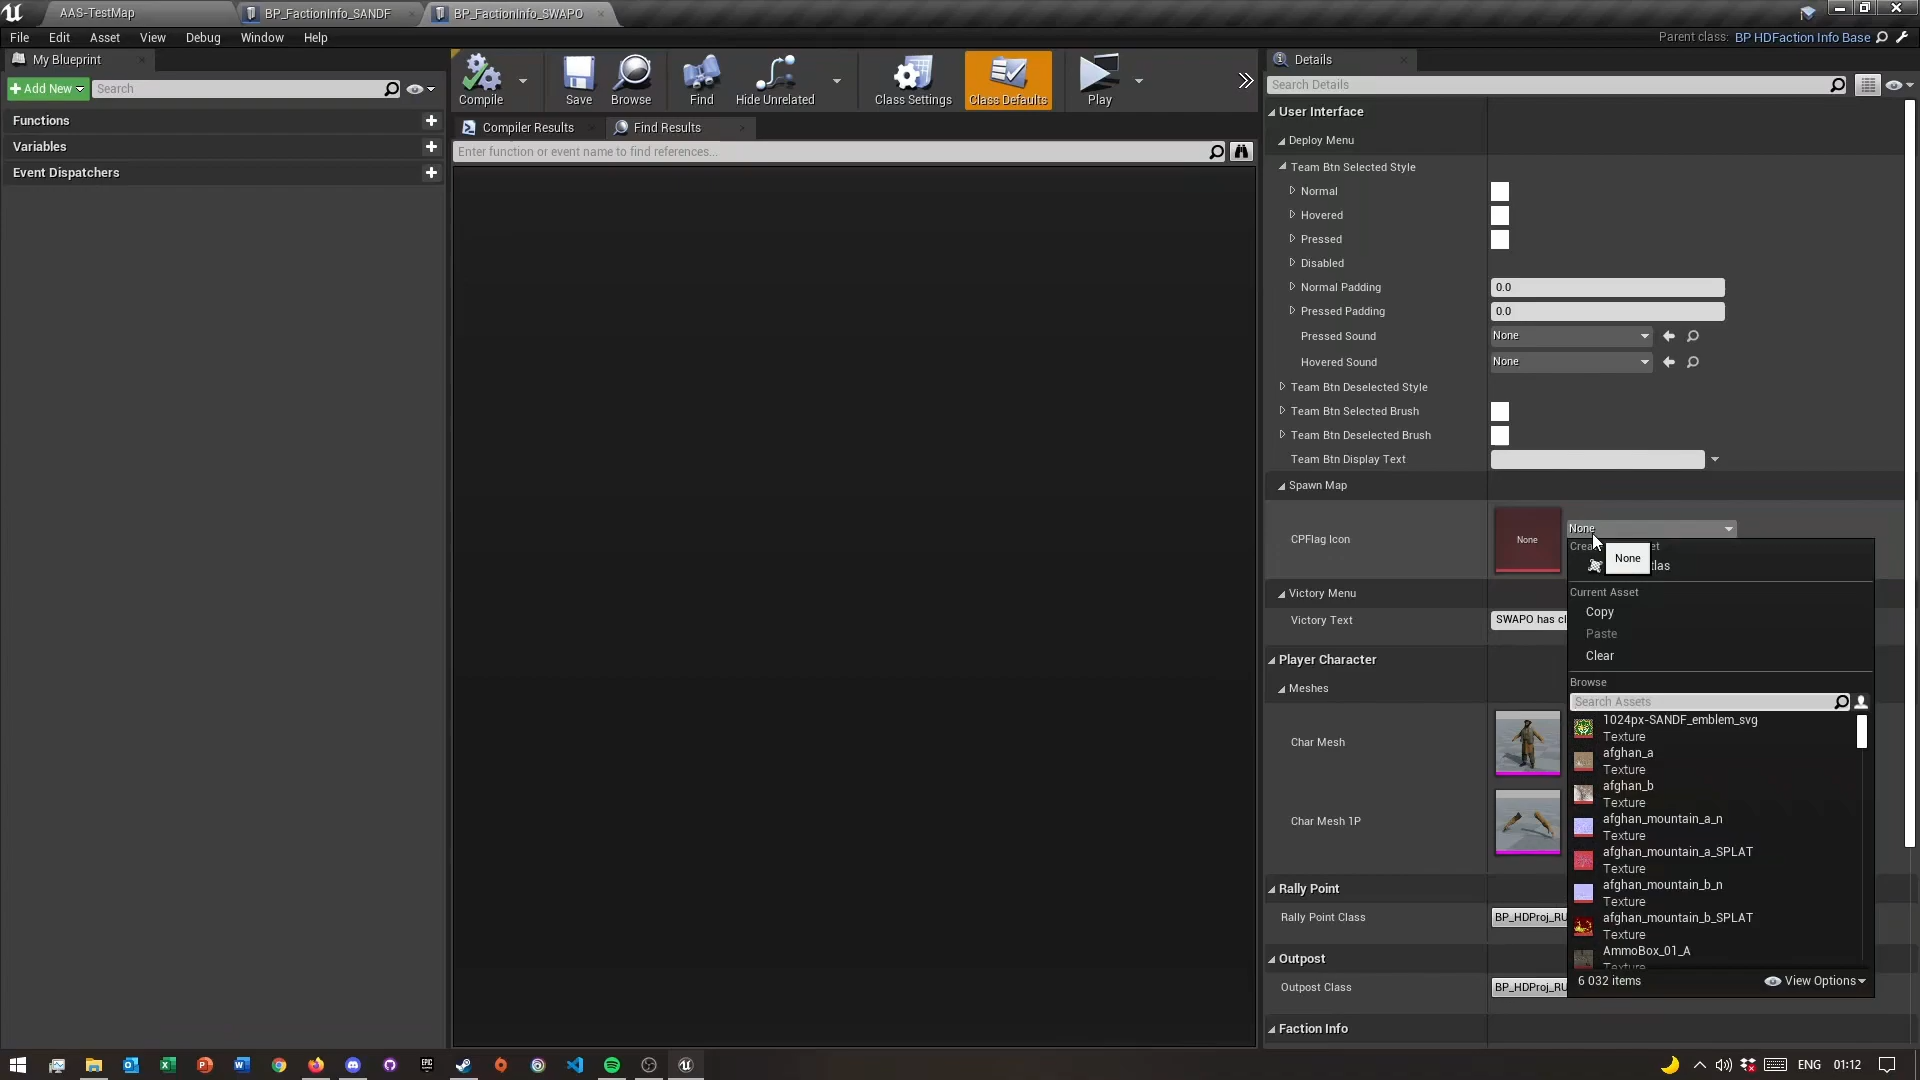 AAS-TestMap
BP_FactionInfo_SANDF
BP_FactionInfo_SWAPO
File Edit Asset View Debug Window Help
Parent class: BP HDFaction Info Base
My Blueprint
Add New
Search
Functions
Variables
Event Dispatchers
Compile
Save
Browse
Find
Hide Unrelated
Class Settings
Class Defaults
Play
Compiler Results
Find Results
Enter function or event name to find references...
Details
Search Details
User Interface
Deploy Menu
Team Btn Selected Style
Normal
Hovered
Pressed
Disabled
Normal Padding 0.0
Pressed Padding 0.0
Pressed Sound None
Hovered Sound None
Team Btn Deselected Style
Team Btn Selected Brush
Team Btn Deselected Brush
Team Btn Display Text
Spawn Map
CPFlag Icon None None
None
Current Asset
Copy
Paste
Clear
Browse
Search Assets
1024px-SANDF_emblem_svg
Texture
afghan_a
Texture
afghan_b
Texture
afghan_mountain_a_n
Texture
afghan_mountain_a_SPLAT
Texture
afghan_mountain_b_n
Texture
afghan_mountain_b_SPLAT
Texture
AmmoBox_01_A
Texture
6 032 items
View Options
Victory Menu
Victory Text SWAPO has cl
Player Character
Meshes
Char Mesh
Char Mesh 1P
Rally Point
Rally Point Class BP_HDProj_RU
Outpost
Outpost Class BP_HDProj_RU
Faction Info
ENG 01:12